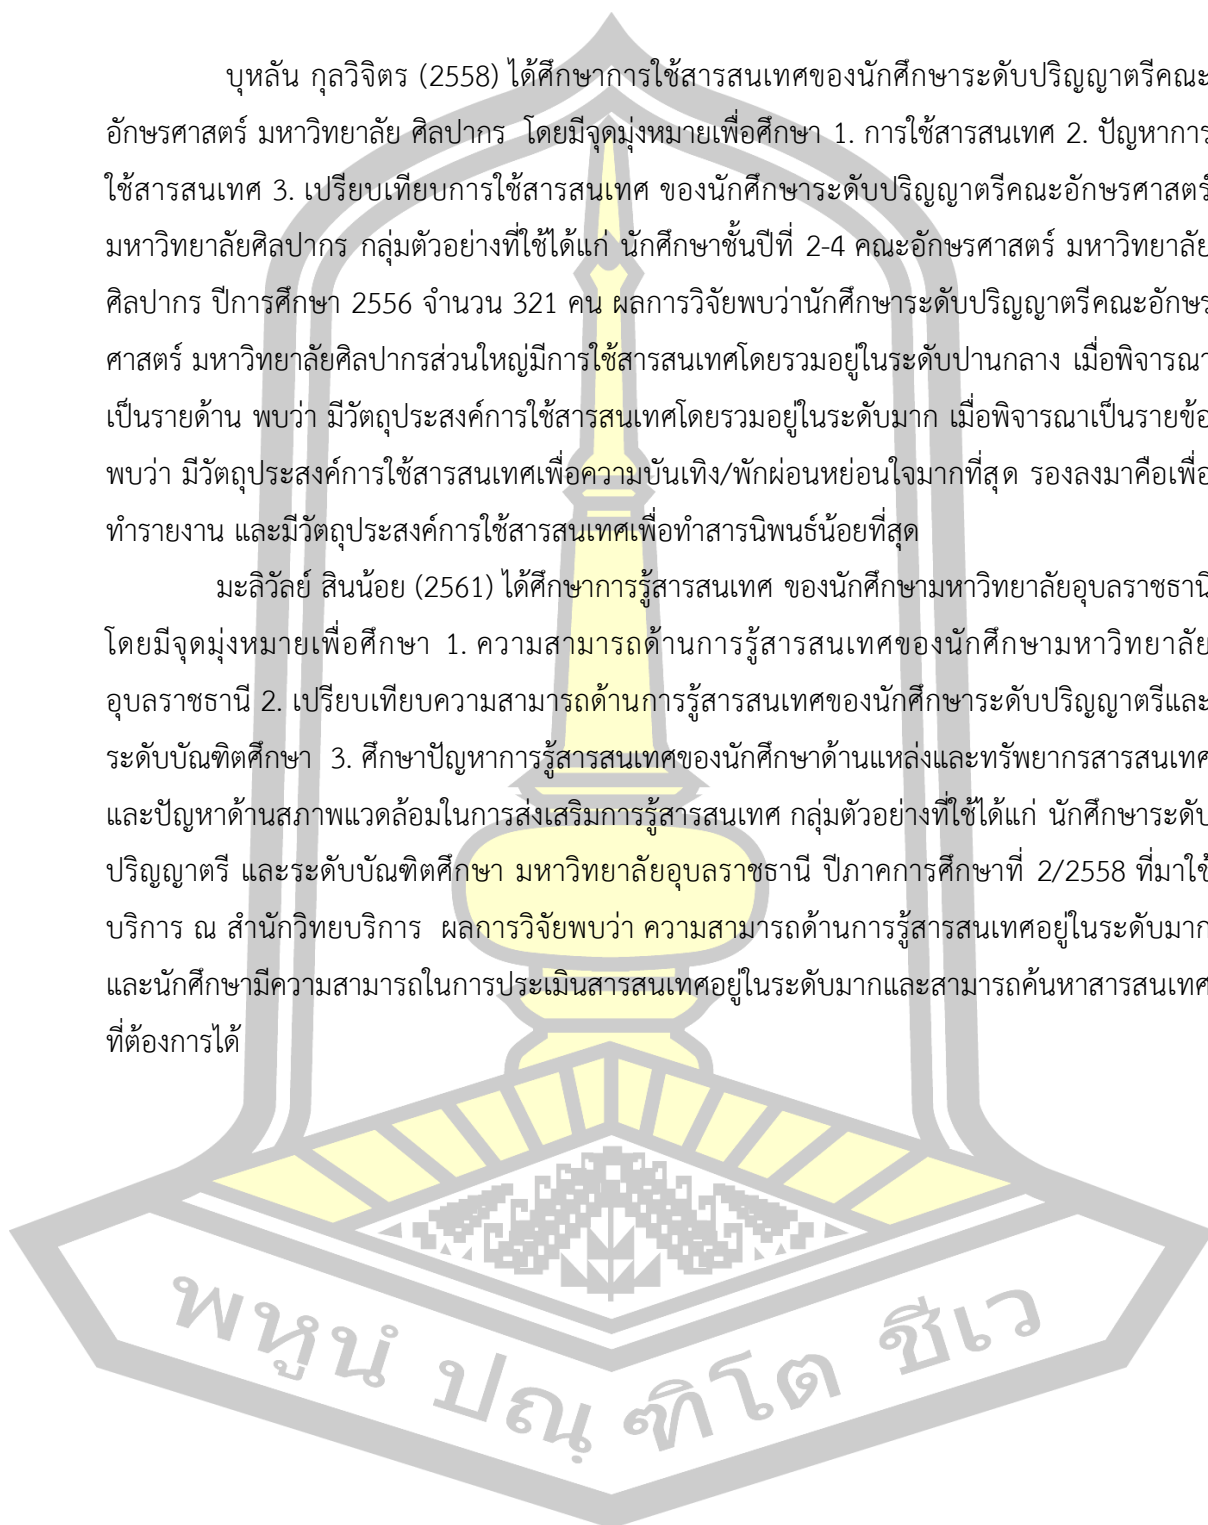 บุหลัน กุลวิจิตร (2558) ได้ศึกษาการใช้สารสนเทศของนักศึกษาระดับปริญญาตรีคณะ
อักษรศาสตร์ มหาวิทยาลัย ศิลปากร โดยมีจุดมุ่งหมายเพื่อศึกษา 1. การใช้สารสนเทศ 2. ปัญหาการ
ใช้สารสนเทศ 3. เปรียบเทียบการใช้สารสนเทศ ของนักศึกษาระดับปริญญาตรีคณะอักษรศาสตร์
มหาวิทยาลัยศิลปากร กลุ่มตัวอย่างที่ใช้ได้แก่ นักศึกษาชั้นปีที่ 2-4 คณะอักษรศาสตร์ มหาวิทยาลัย
ศิลปากร ปีการศึกษา 2556 จำนวน 321 คน ผลการวิจัยพบว่านักศึกษาระดับปริญญาตรีคณะอักษร
ศาสตร์ มหาวิทยาลัยศิลปากรส่วนใหญ่มีการใช้สารสนเทศโดยรวมอยู่ในระดับปานกลาง เมื่อพิจารณา
เป็นรายด้าน พบว่า มีวัตถุประสงค์การใช้สารสนเทศโดยรวมอยู่ในระดับมาก เมื่อพิจารณาเป็นรายข้อ
พบว่า มีวัตถุประสงค์การใช้สารสนเทศเพื่อความบันเทิง/พักผ่อนหย่อนใจมากที่สุด รองลงมาคือเพื่อ
ทำรายงาน และมีวัตถุประสงค์การใช้สารสนเทศเพื่อทำสารนิพนธ์น้อยที่สุด
มะลิวัลย์ สินน้อย (2561) ได้ศึกษาการรู้สารสนเทศ ของนักศึกษามหาวิทยาลัยอุบลราชธานี
โดยมีจุดมุ่งหมายเพื่อศึกษา 1. ความสามารถด้านการรู้สารสนเทศของนักศึกษามหาวิทยาลัย
อุบลราชธานี 2. เปรียบเทียบความสามารถด้านการรู้สารสนเทศของนักศึกษาระดับปริญญาตรีและ
ระดับบัณฑิตศึกษา 3. ศึกษาปัญหาการรู้สารสนเทศของนักศึกษาด้านแหล่งและทรัพยากรสารสนเทศ
และปัญหาด้านสภาพแวดล้อมในการส่งเสริมการรู้สารสนเทศ กลุ่มตัวอย่างที่ใช้ได้แก่ นักศึกษาระดับ
ปริญญาตรี และระดับบัณฑิตศึกษา มหาวิทยาลัยอุบลราชธานี ปีภาคการศึกษาที่ 2/2558 ที่มาใช้
บริการ ณ สำนักวิทยบริการ ผลการวิจัยพบว่า ความสามารถด้านการรู้สารสนเทศอยู่ในระดับมาก
และนักศึกษามีความสามารถในการประเมินสารสนเทศอยู่ในระดับมากและสามารถค้นหาสารสนเทศ
ที่ต้องการได้
พหูนํ ปณฺฑิโต ชีเว